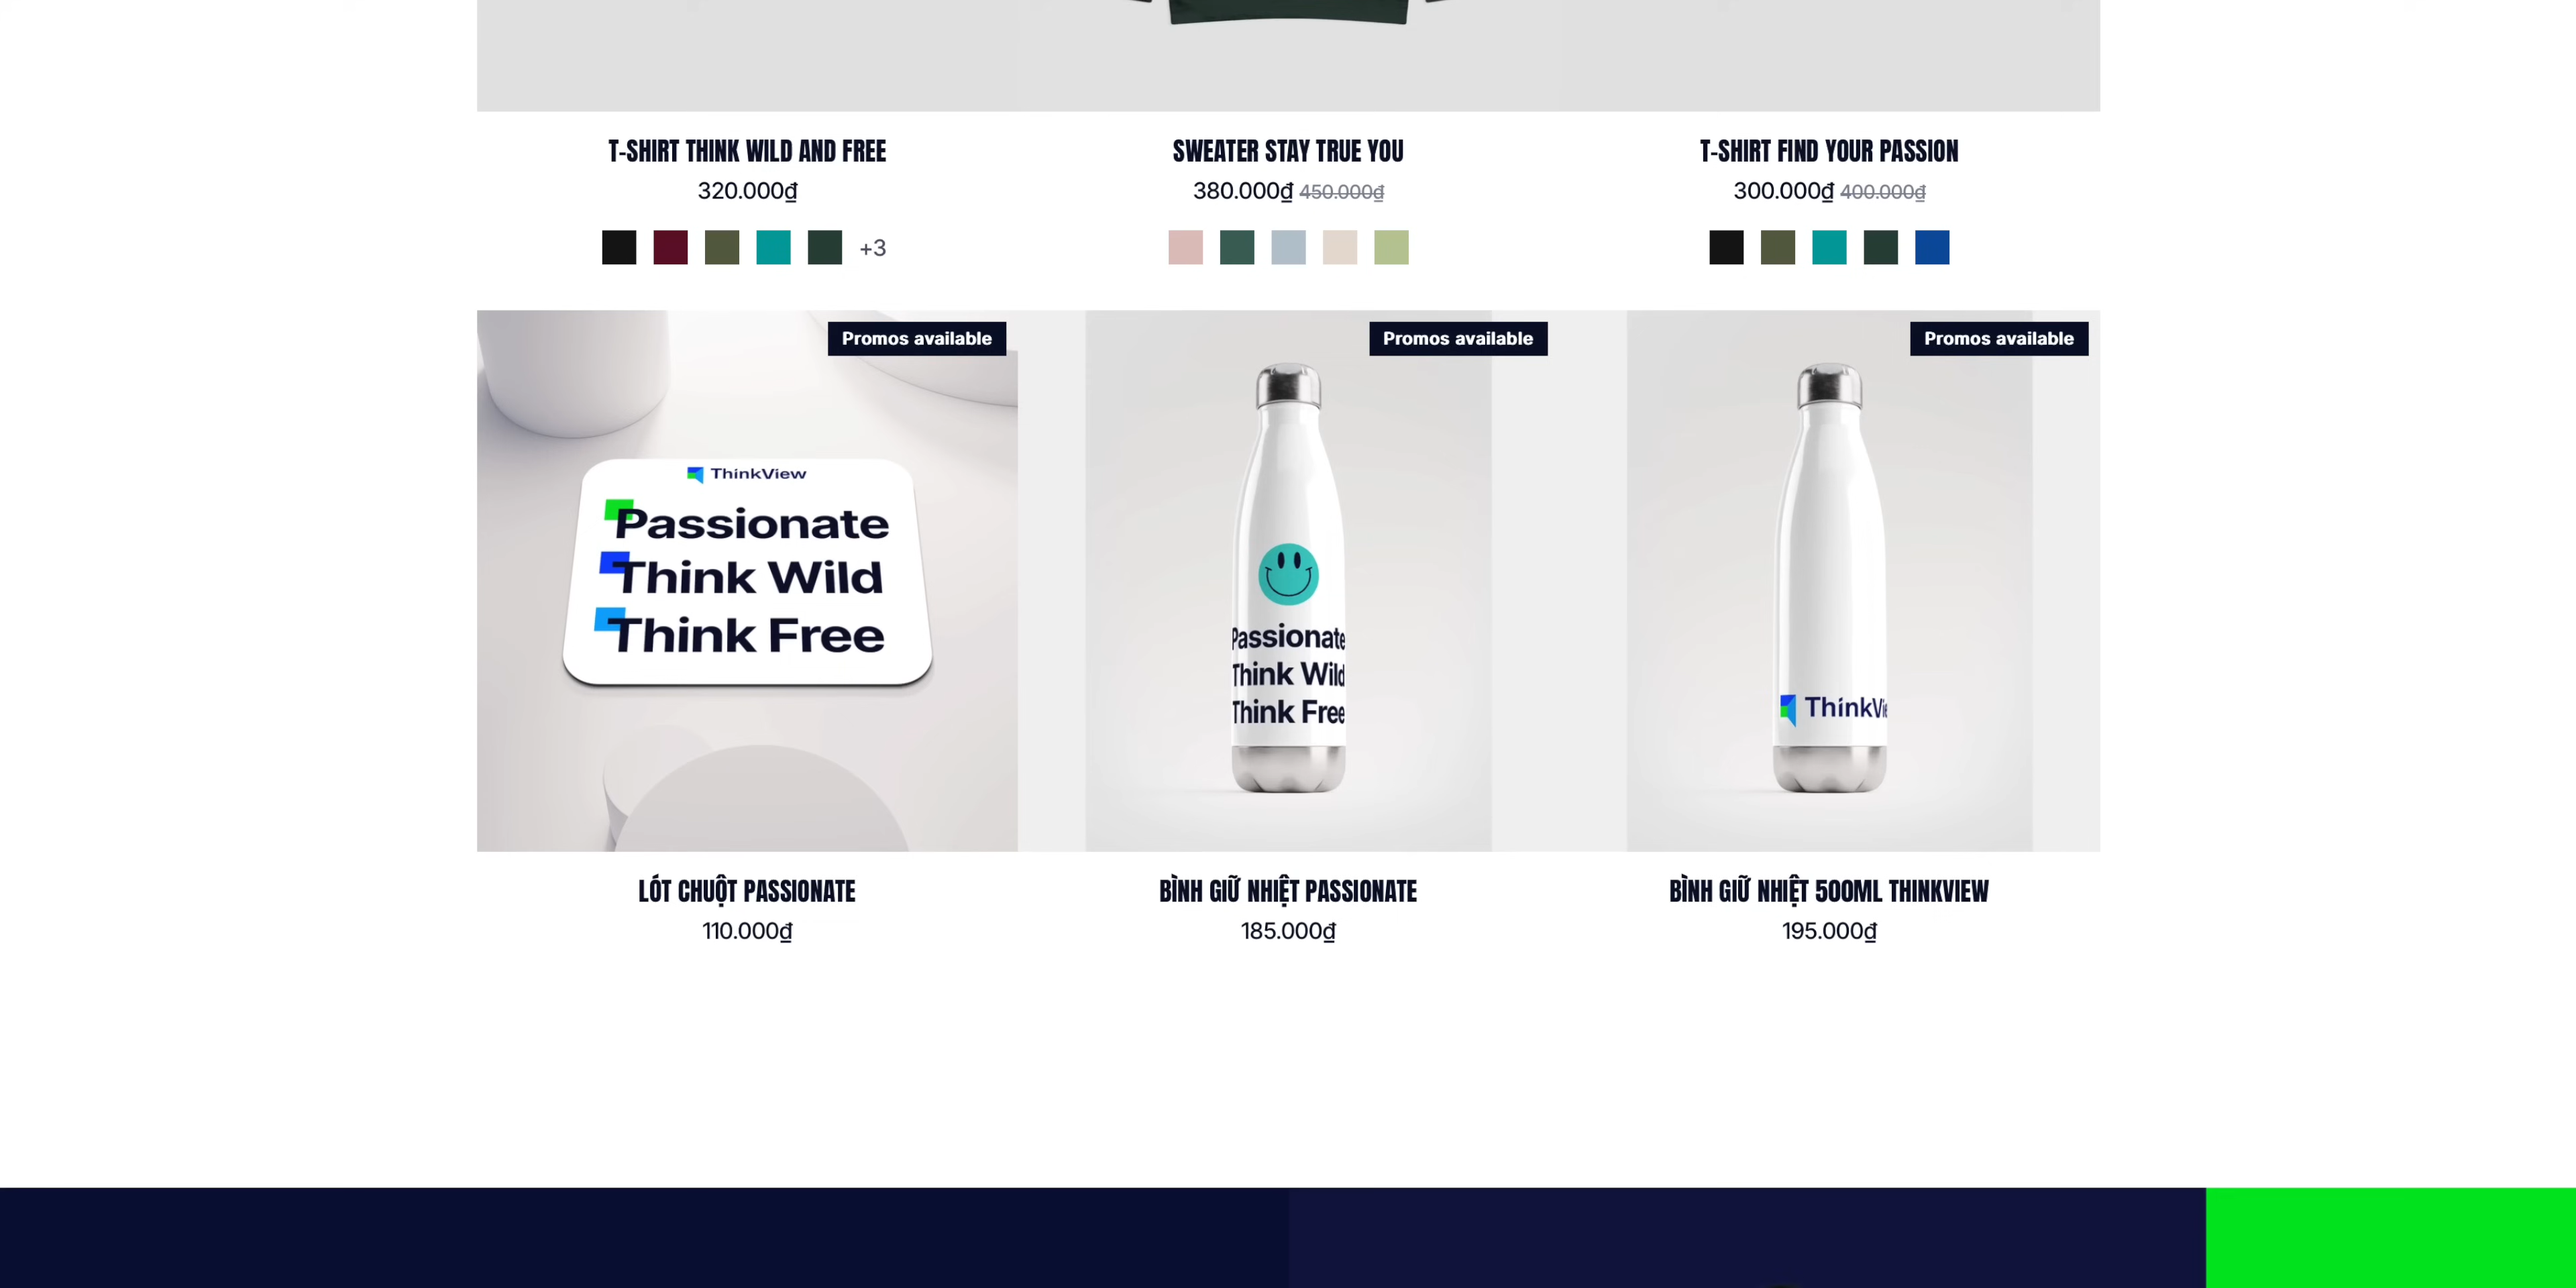 T-SHIRT THINK WILD AND FREE
320.000₫
+3
SWEATER STAY TRUE YOU
380.000₫ 450.000₫
T-SHIRT FIND YOUR PASSION
300.000₫ 400.000₫
Promos available
ThinkView
Passionate
Think Wild
Think Free
LÓT CHUỘT PASSIONATE
110.000₫
Promos available
Passionate
Think Wild
Think Free
BÌNH GIỮ NHIỆT PASSIONATE
185.000₫
Promos available
ThinkVie
BÌNH GIỮ NHIỆT 500ML THINKVIEW
195.000₫